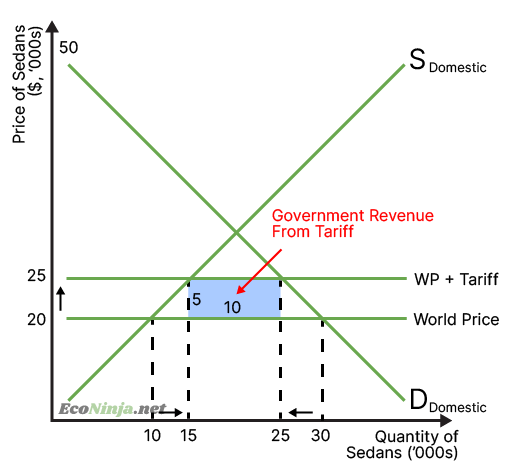 Price of Sedans
($, '000s)
50
S Domestic
Government Revenue
From Tariff
25
WP + Tariff
5
10
20
World Price
EcoNinja.net
D Domestic
10 15 25 30
Quantity of
Sedans ('000s)